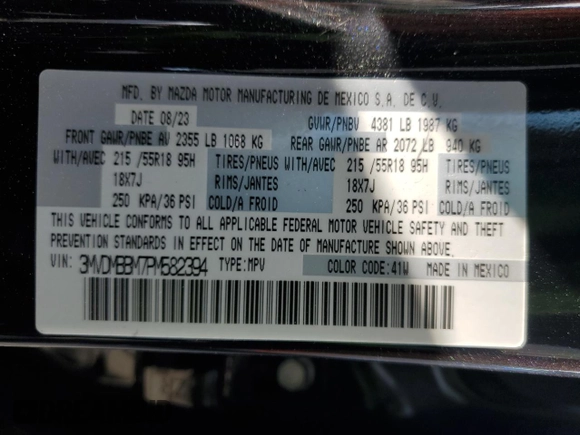 MFD. BY MAZDA MOTOR MANUFACTURING DE MEXICO S.A. DE C.V.
DATE 08/23 GVWR/PNBV 4381 LB 1987 KG
FRONT GAWR/PNBE AV 2355 LB 1068 KG REAR GAWR/PNBE AR 2072 LB 940 KG
WITH/AVEC 215 /55R18 95H TIRES/PNEUS WITH/AVEC 215 /55R18 95H TIRES/PNEUS
18X7J RIMS/JANTES 18X7J RIMS/JANTES
250 KPA/36 PSI COLD/A FROID 250 KPA/36 PSI COLD/A FROID
THIS VEHICLE CONFORMS TO ALL APPLICABLE FEDERAL MOTOR VEHICLE SAFETY AND THEFT
PREVENTION STANDARDS IN EFFECT ON THE DATE OF MANUFACTURE SHOWN ABOVE.
VIN: 3MVDMBBM7PM582394 TYPE:MPV COLOR CODE:41W MADE IN MEXICO